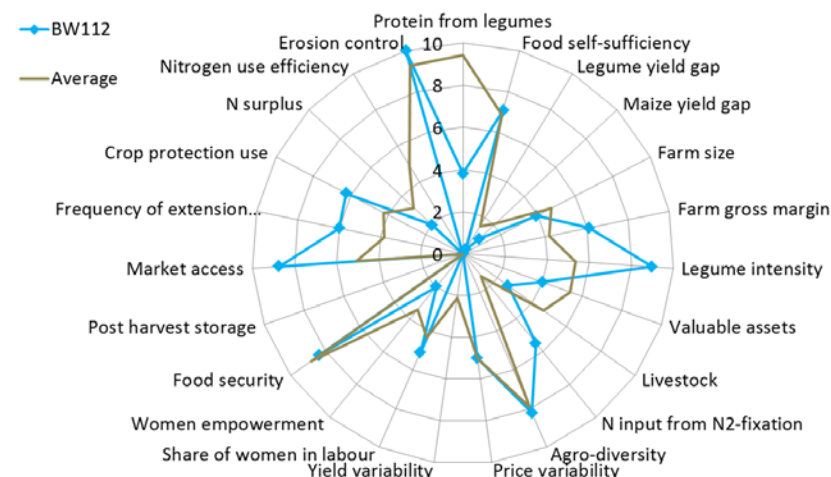 BW112
Average
Protein from legumes
Food self-sufficiency
Legume yield gap
Maize yield gap
Farm size
Farm gross margin
Legume intensity
Valuable assets
Livestock
N input from N2-fixation
Agro-diversity
Price variability
Yield variability
Share of women in labour
Women empowerment
Food security
Post harvest storage
Market access
Frequency of extension...
Crop protection use
N surplus
Nitrogen use efficiency
Erosion control
10
8
6
4
2
0